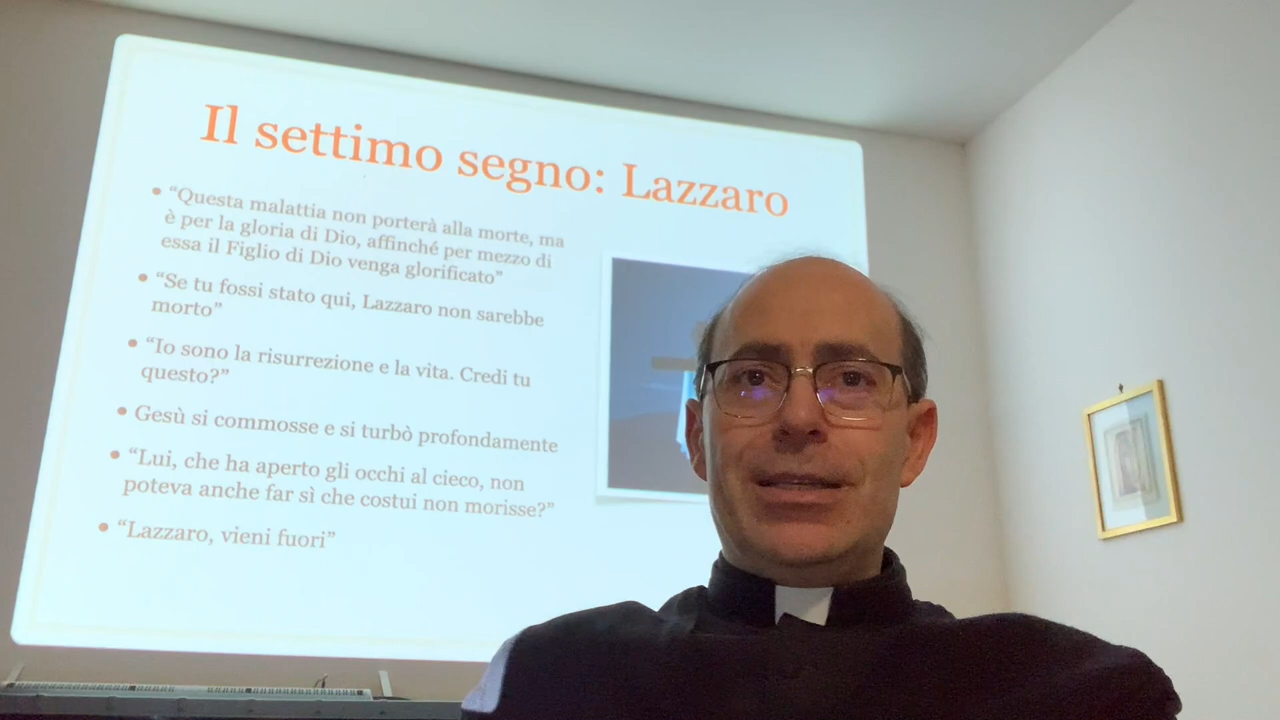 Il settimo segno: Lazzaro
• “Questa malattia non porterà alla morte, ma
è per la gloria di Dio, affinché per mezzo di
essa il Figlio di Dio venga glorificato”
• “Se tu fossi stato qui, Lazzaro non sarebbe
morto”
• “Io sono la risurrezione e la vita. Credi tu
questo?”
• Gesù si commosse e si turbò profondamente
• “Lui, che ha aperto gli occhi al cieco, non
poteva anche far sì che costui non morisse?”
• “Lazzaro, vieni fuori”